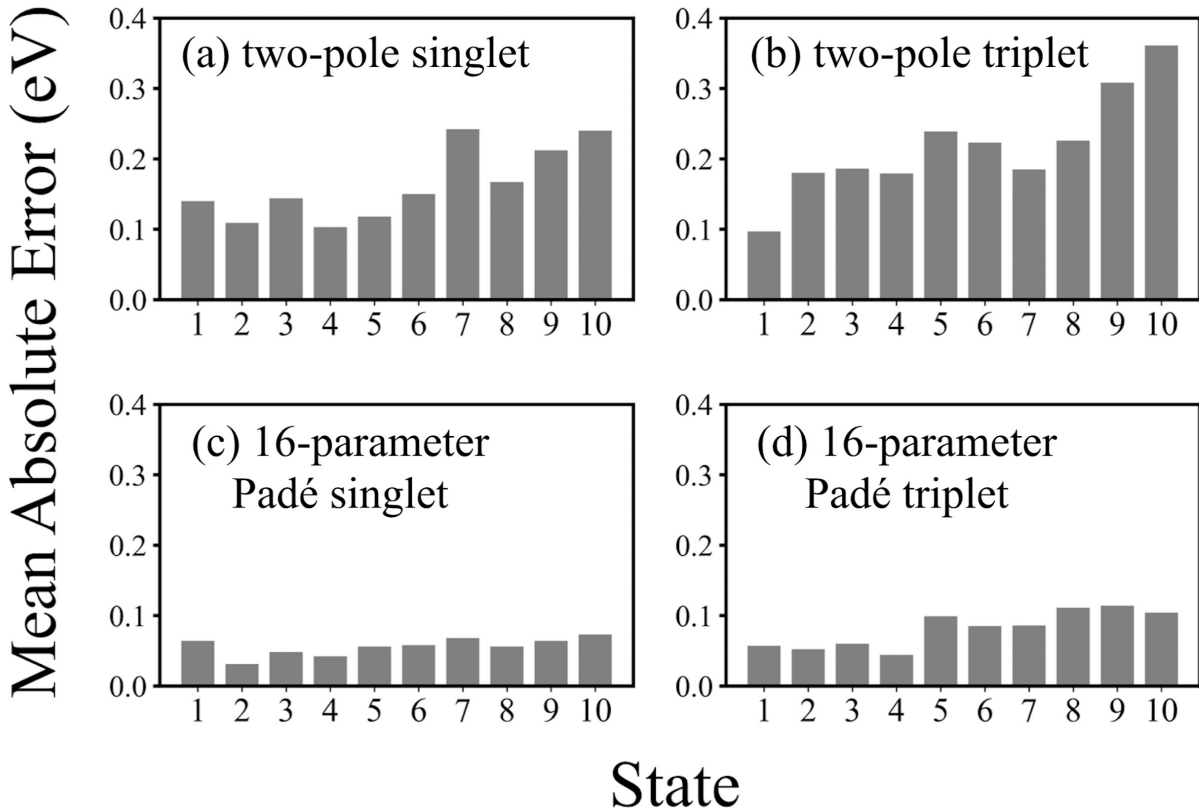 Mean Absolute Error (eV)
(a) two-pole singlet
0.4
0.3
0.2
0.1
0.0
1 2 3 4 5 6 7 8 9 10
(b) two-pole triplet
0.4
0.3
0.2
0.1
0.0
1 2 3 4 5 6 7 8 9 10
(c) 16-parameter
Padé singlet
0.4
0.3
0.2
0.1
0.0
1 2 3 4 5 6 7 8 9 10
(d) 16-parameter
Padé triplet
0.4
0.3
0.2
0.1
0.0
1 2 3 4 5 6 7 8 9 10
State